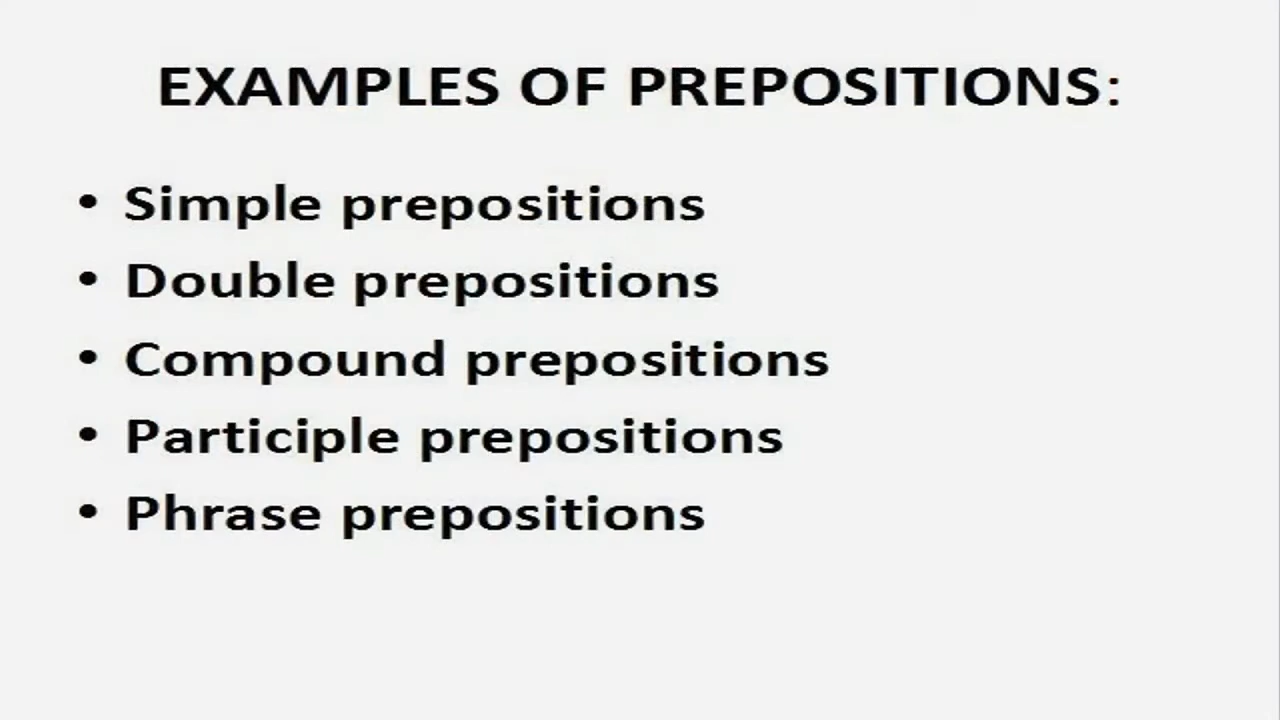 EXAMPLES OF PREPOSITIONS:
• Simple prepositions
• Double prepositions
• Compound prepositions
• Participle prepositions
• Phrase prepositions